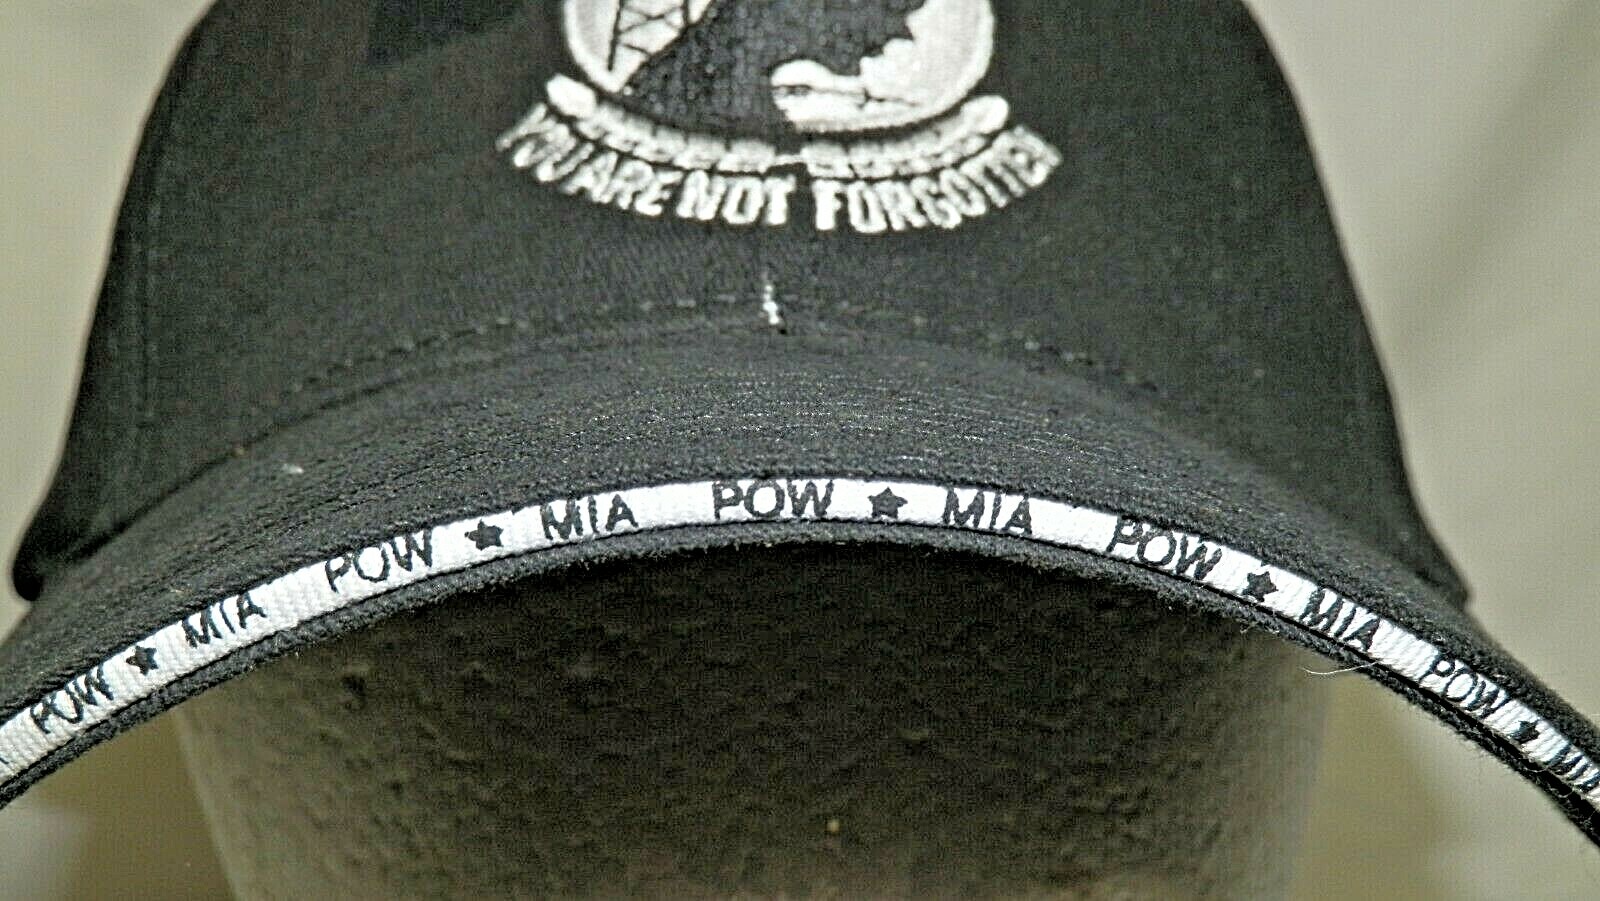 YOU ARE NOT FORGOTTEN
POW ★ MIA POW ★ MIA POW ★ MIA POW ★ MIA POW ★ MIA